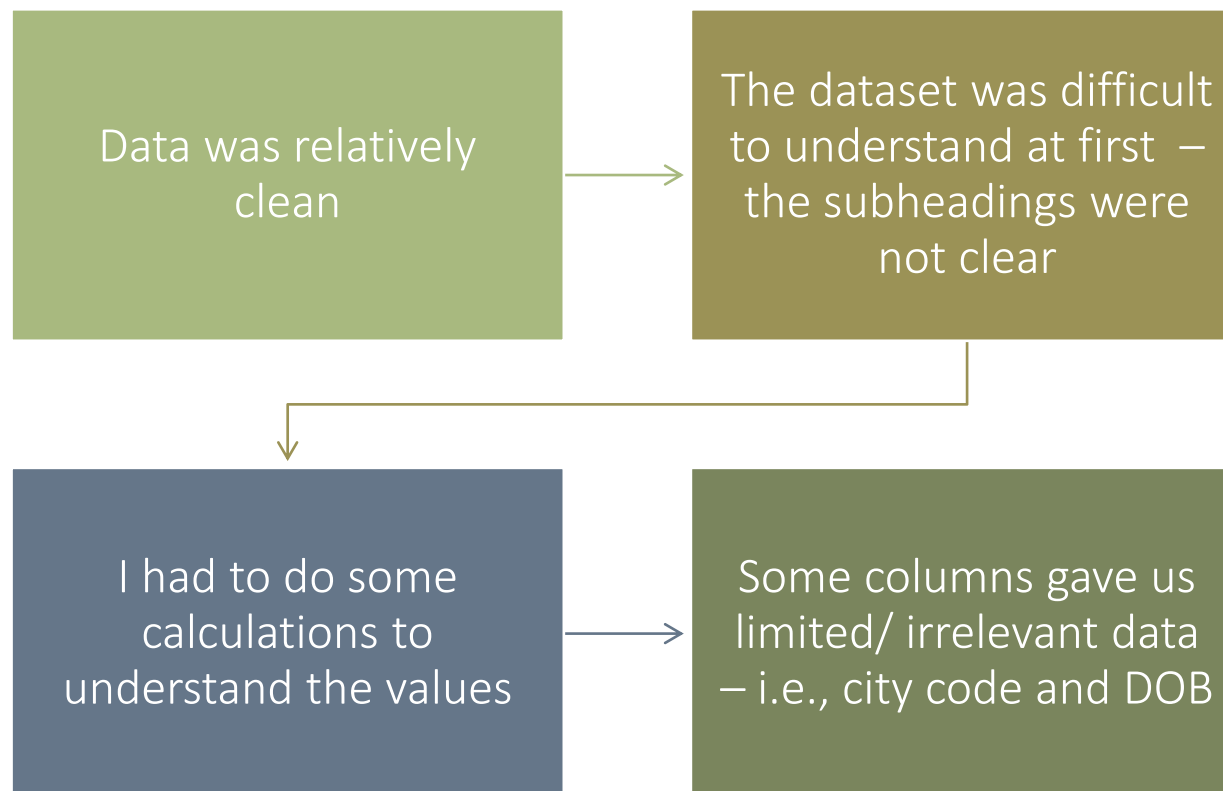 Data was relatively
clean
The dataset was difficult
to understand at first –
the subheadings were
not clear
I had to do some
calculations to
understand the values
Some columns gave us
limited/ irrelevant data
– i.e., city code and DOB